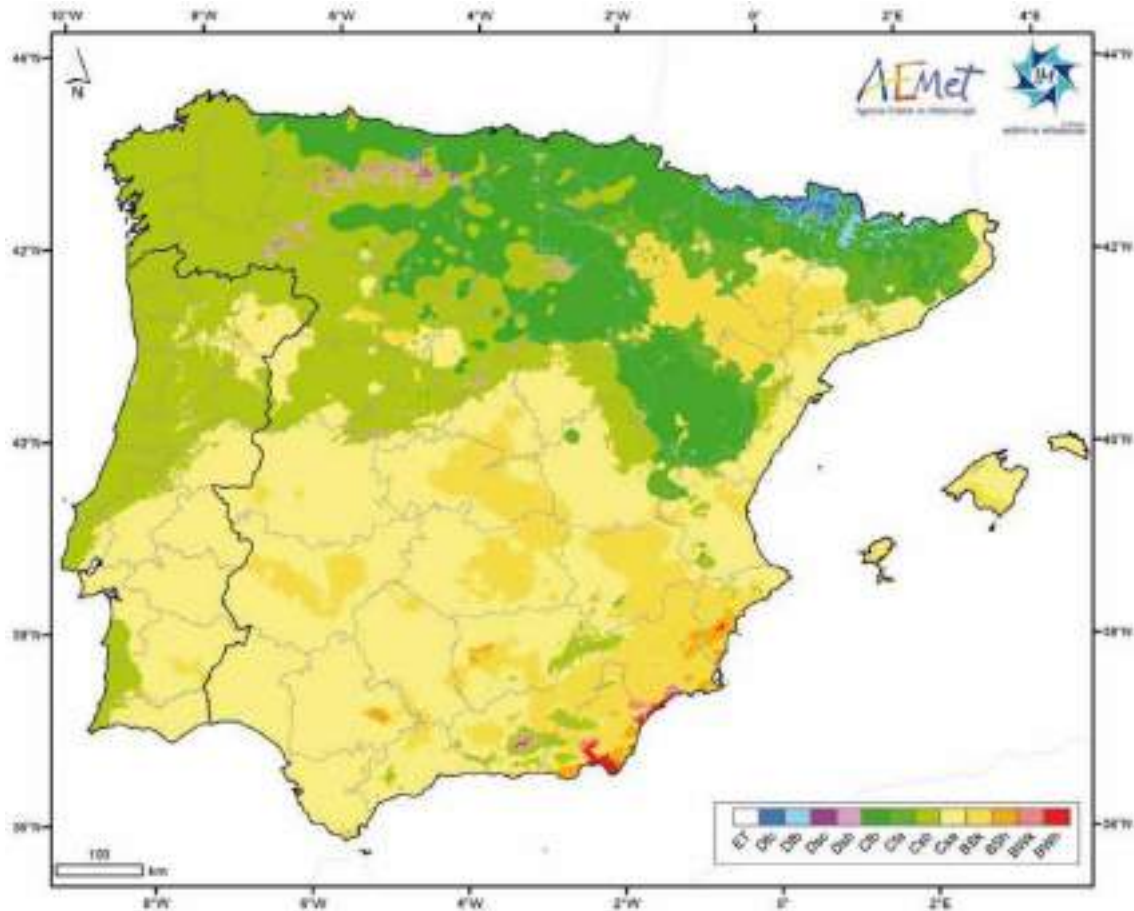 10°W 8°W 6°W 4°W 2°W 0° 2°E 4°E
44°N 44°N
N
AEMet
IM
42°N 42°N
40°N 40°N
38°N 38°N
36°N
ET Dfc Dfb Dsc Dsb Cfb Cfa Csb Csa BSk BSh BWk BWh
100
km
8°W 6°W 4°W 2°W 0° 2°E